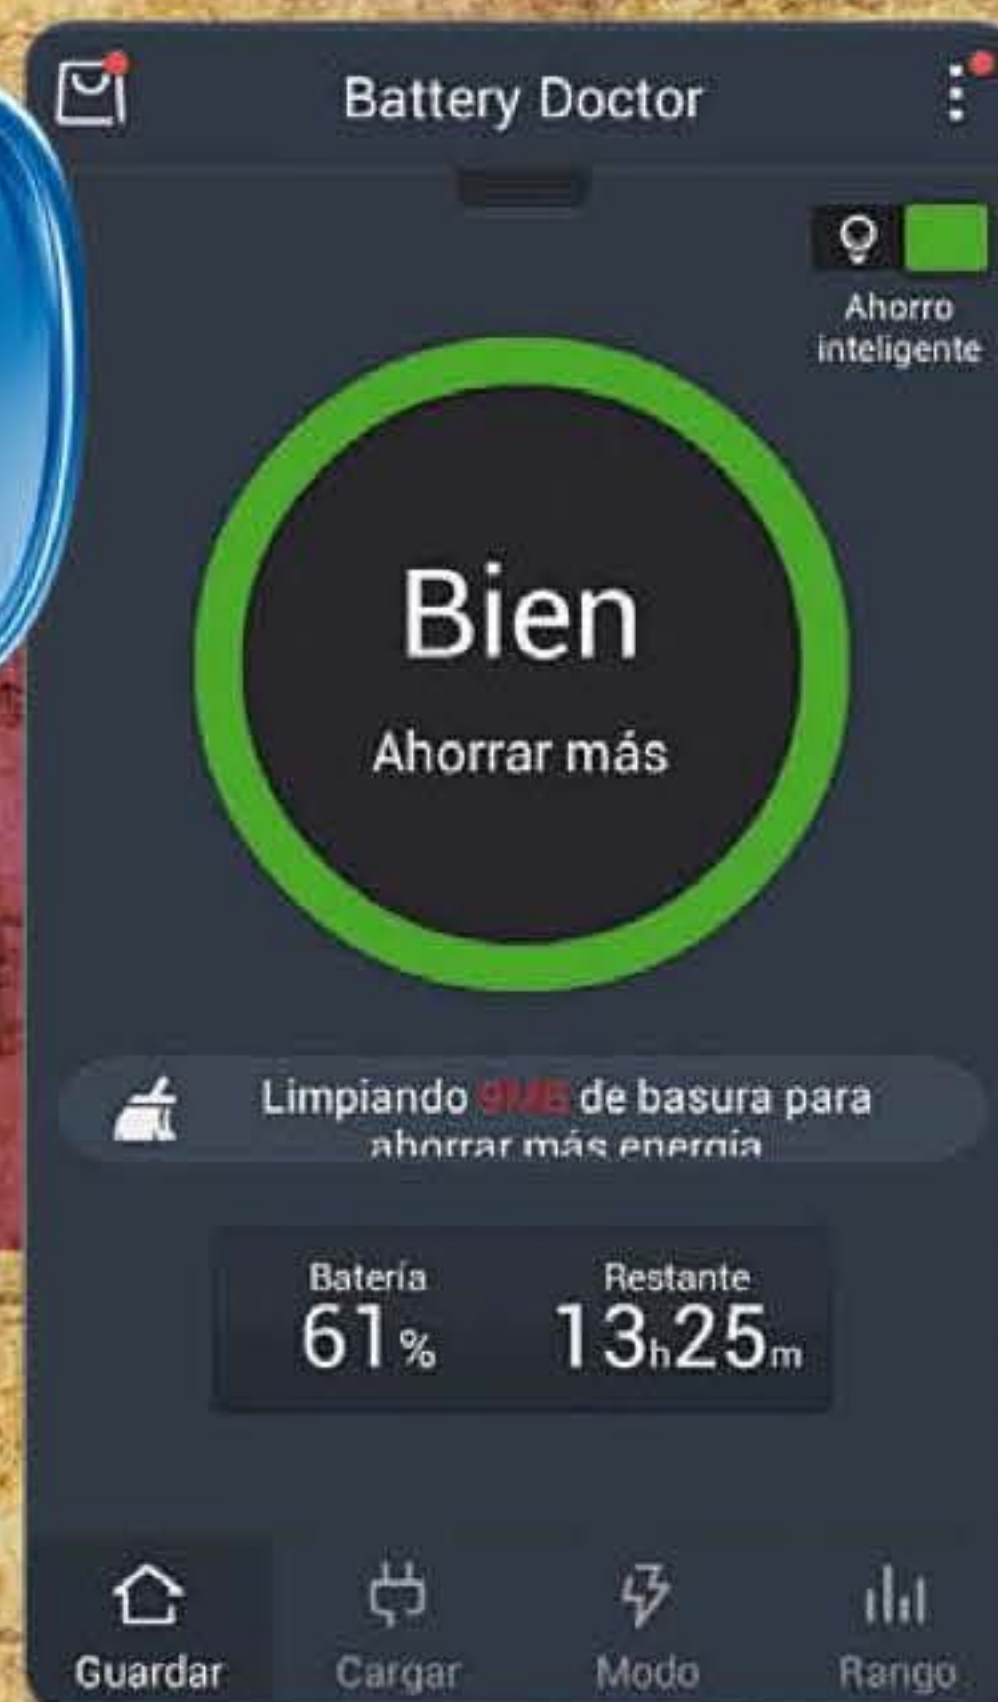 Battery Doctor
Ahorro
inteligente
Bien
Ahorrar más
Limpiando 9MB de basura para
ahorrar más energía
Batería
61%
Restante
13h25m
Guardar
Cargar
Modo
Rango